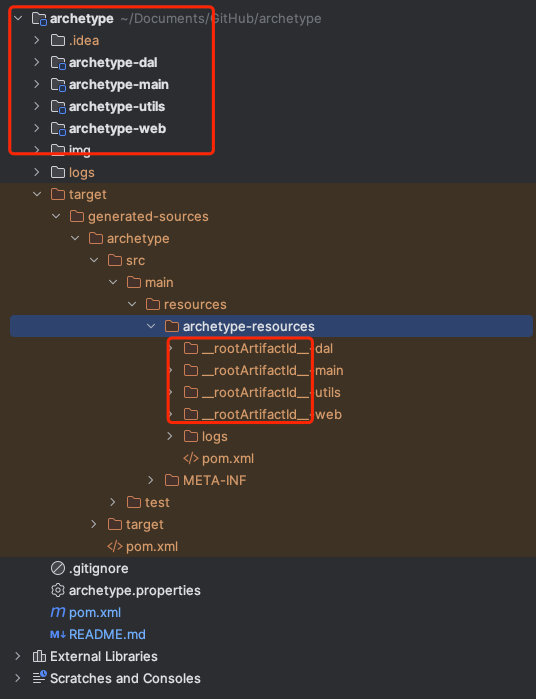 archetype ~/Documents/GitHub/archetype
.idea
archetype-dal
archetype-main
archetype-utils
archetype-web
img
logs
target
generated-sources
archetype
src
main
resources
archetype-resources
__rootArtifactId__-dal
__rootArtifactId__-main
__rootArtifactId__-utils
__rootArtifactId__-web
logs
</> pom.xml
META-INF
test
target
</> pom.xml
.gitignore
archetype.properties
m pom.xml
M↓ README.md
External Libraries
Scratches and Consoles